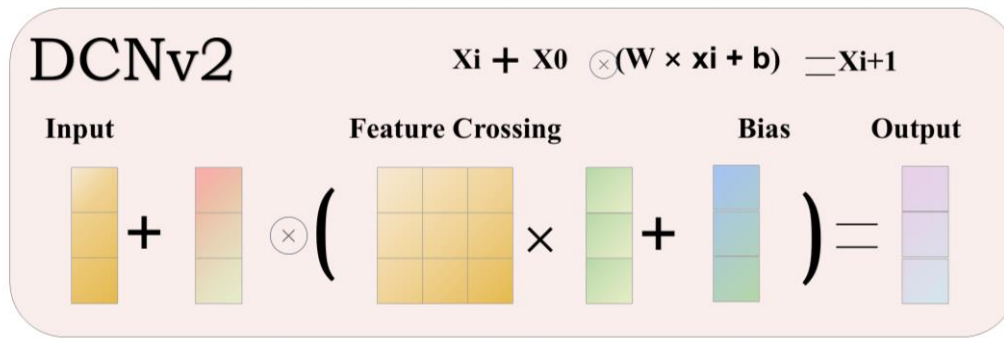 DCNv2
Xi + X0 ⊗(W × xi + b) =Xi+1
Input Feature Crossing Bias Output
+ ⊗ ( × + ) =